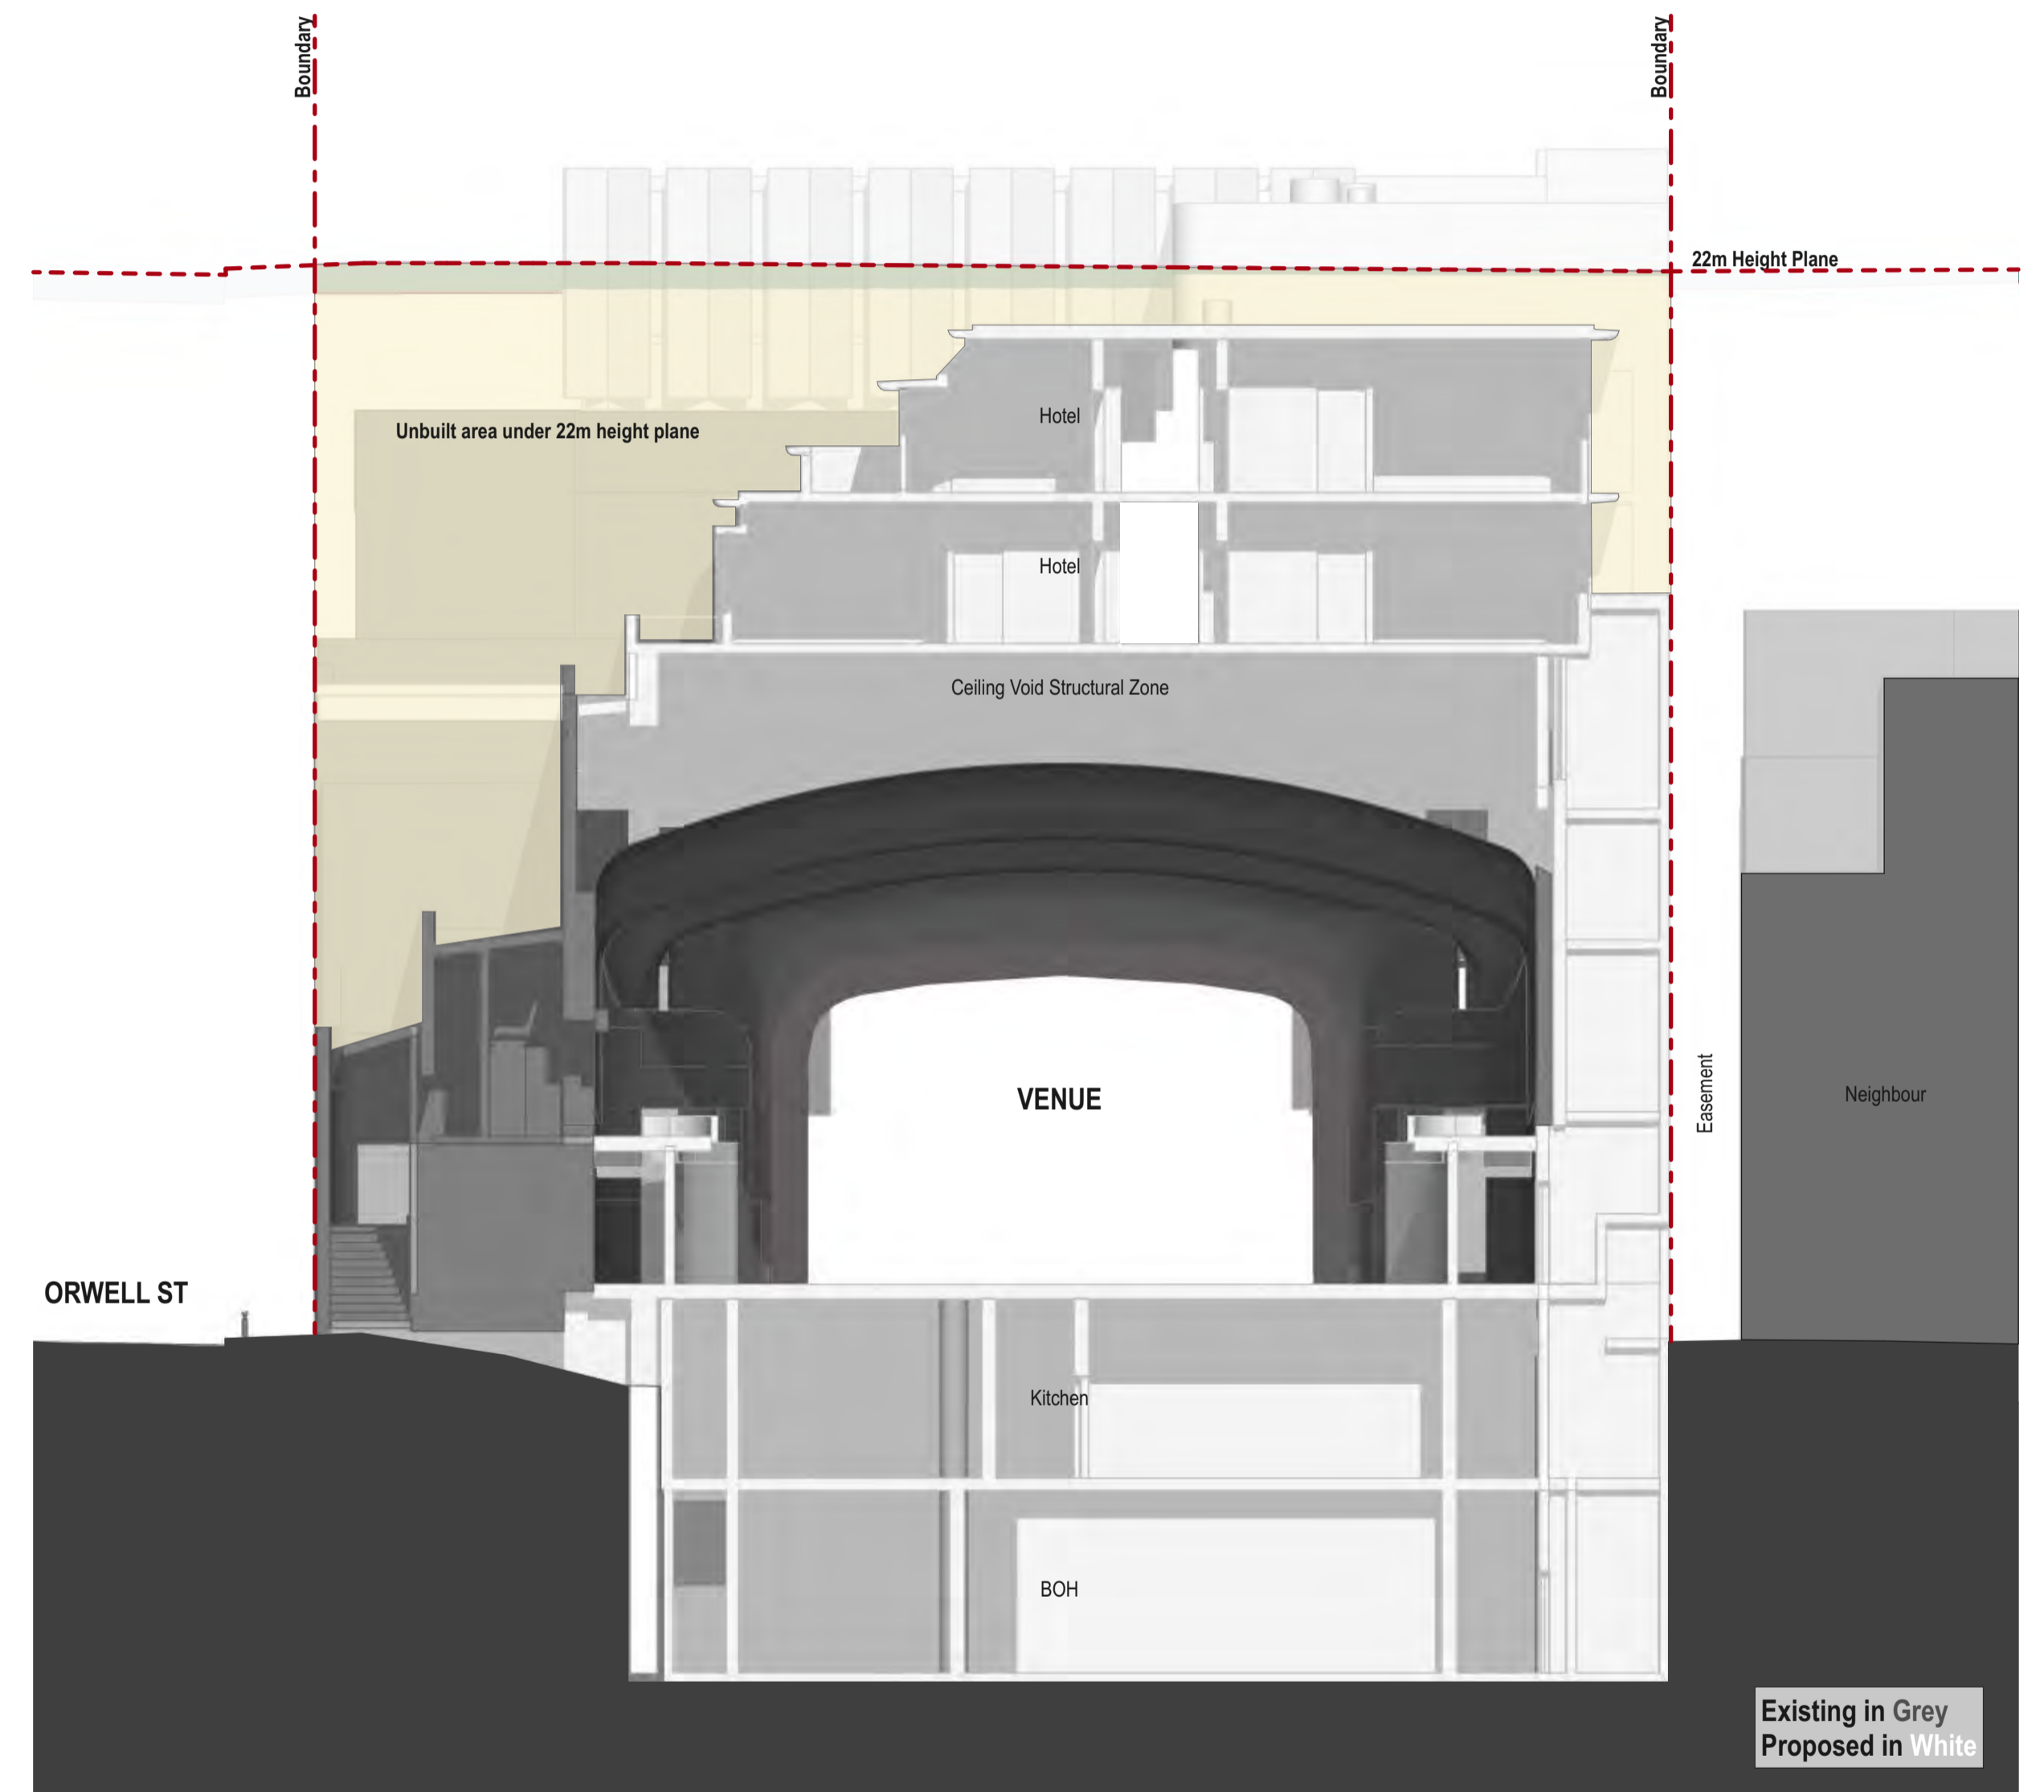 Boundary
Boundary
22m Height Plane
Hotel
Unbuilt area under 22m height plane
Hotel
Ceiling Void Structural Zone
VENUE
Easement
Neighbour
ORWELL ST
Kitchen
BOH
Existing in Grey
Proposed in White